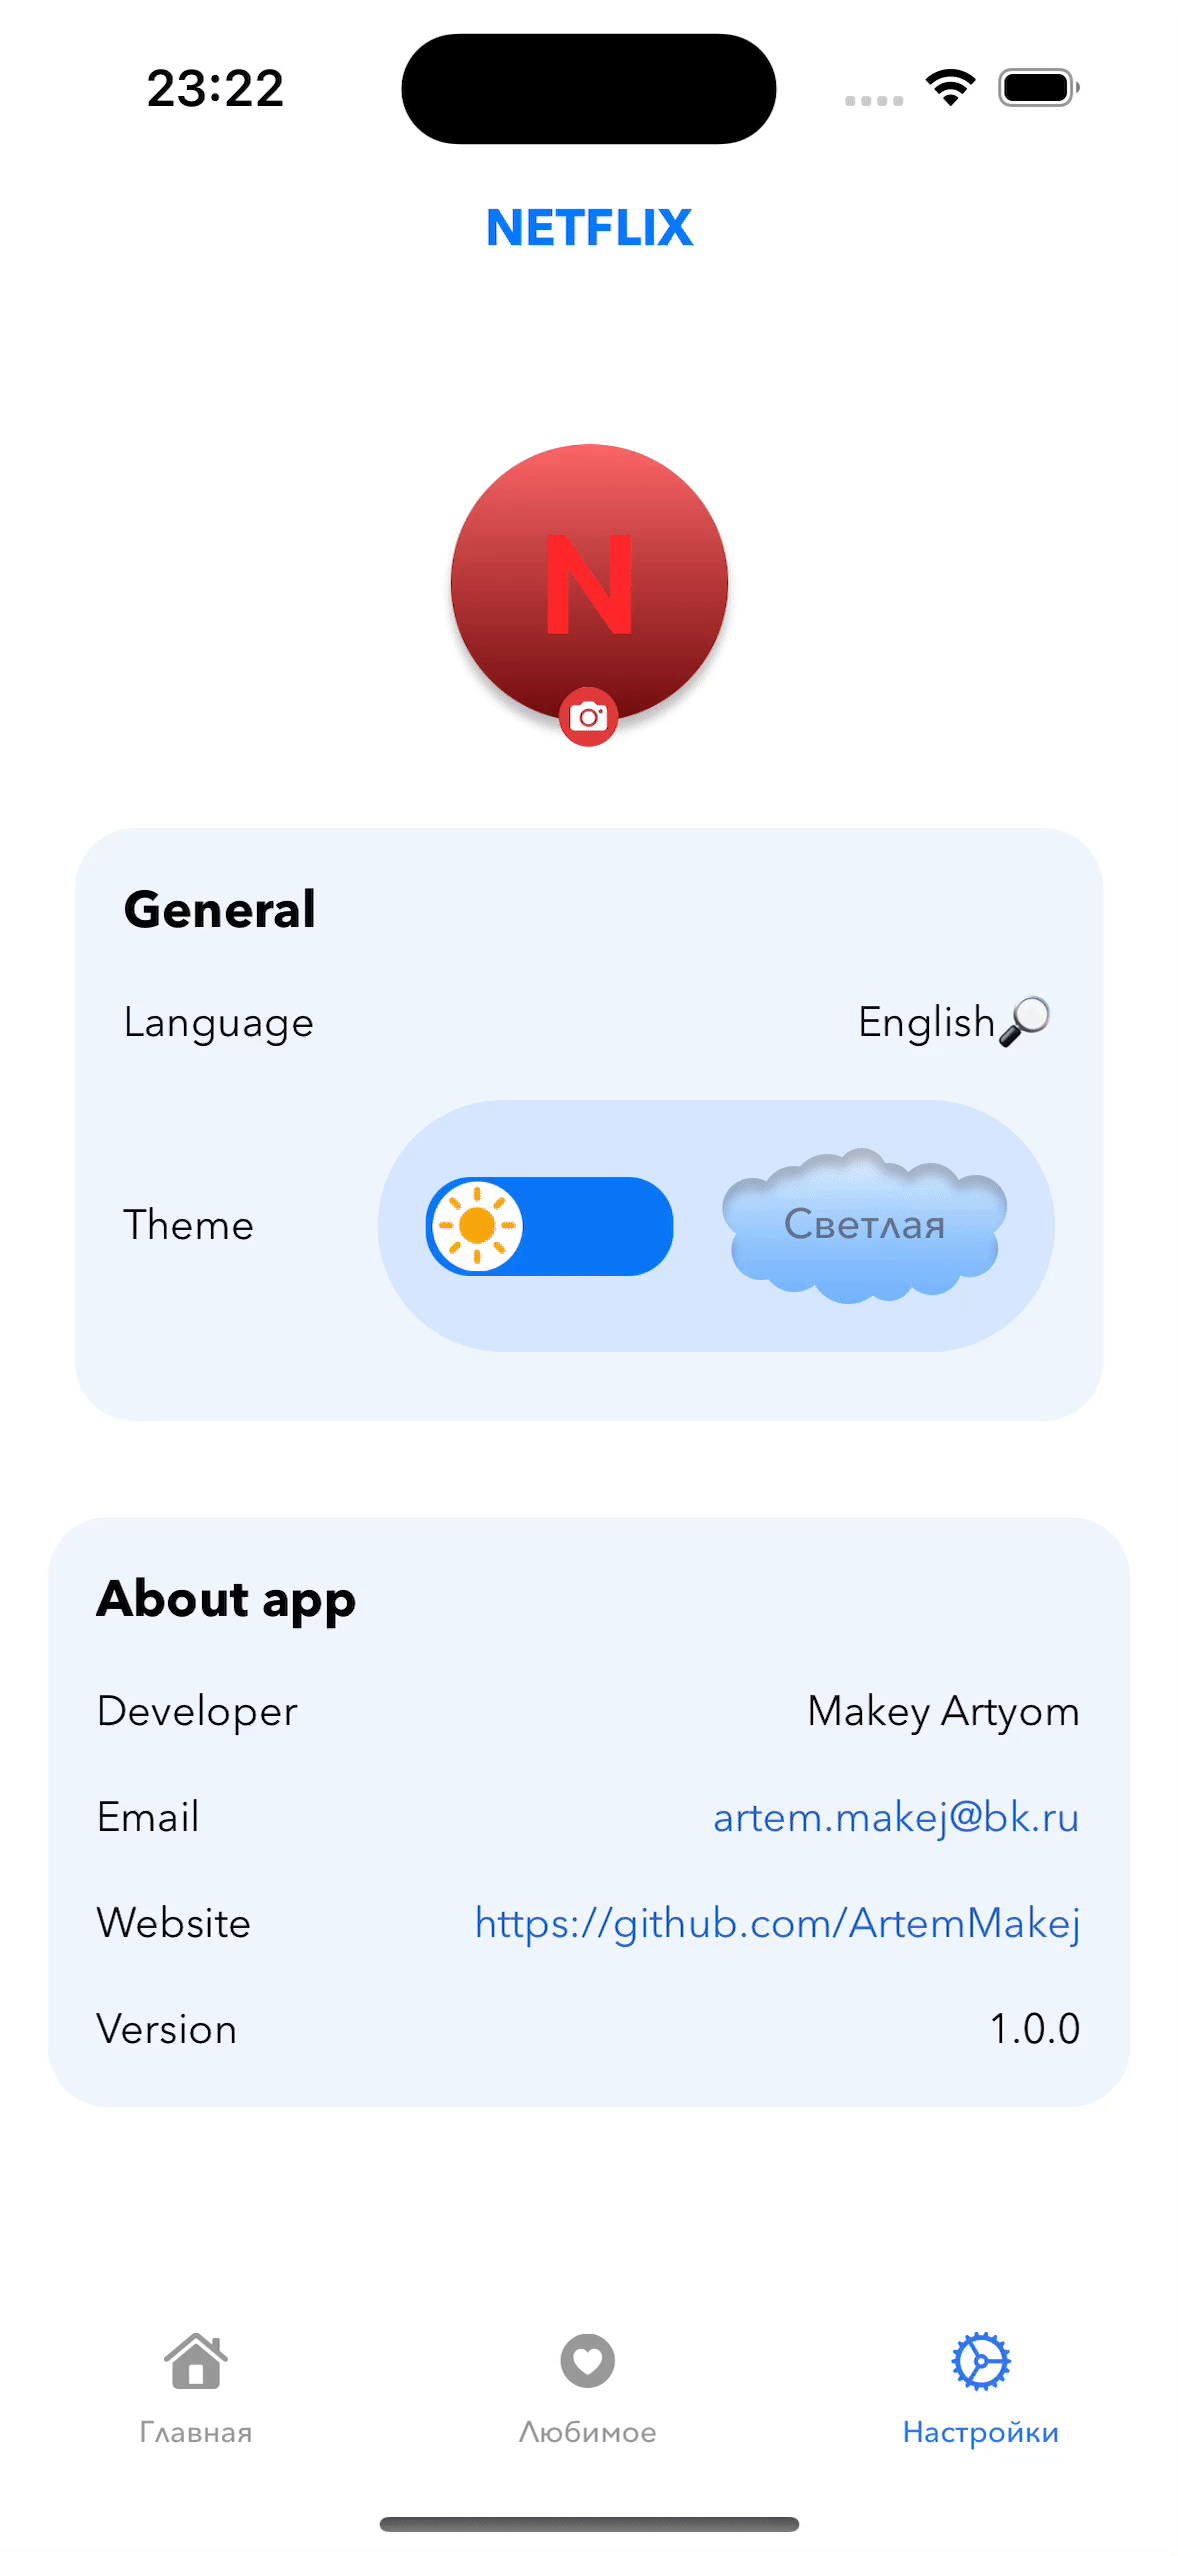 23:22
NETFLIX
N
General
Language English
Theme Светлая
About app
Developer Makey Artyom
Email artem.makej@bk.ru
Website https://github.com/ArtemMakej
Version 1.0.0
Главная Любимое Настройки